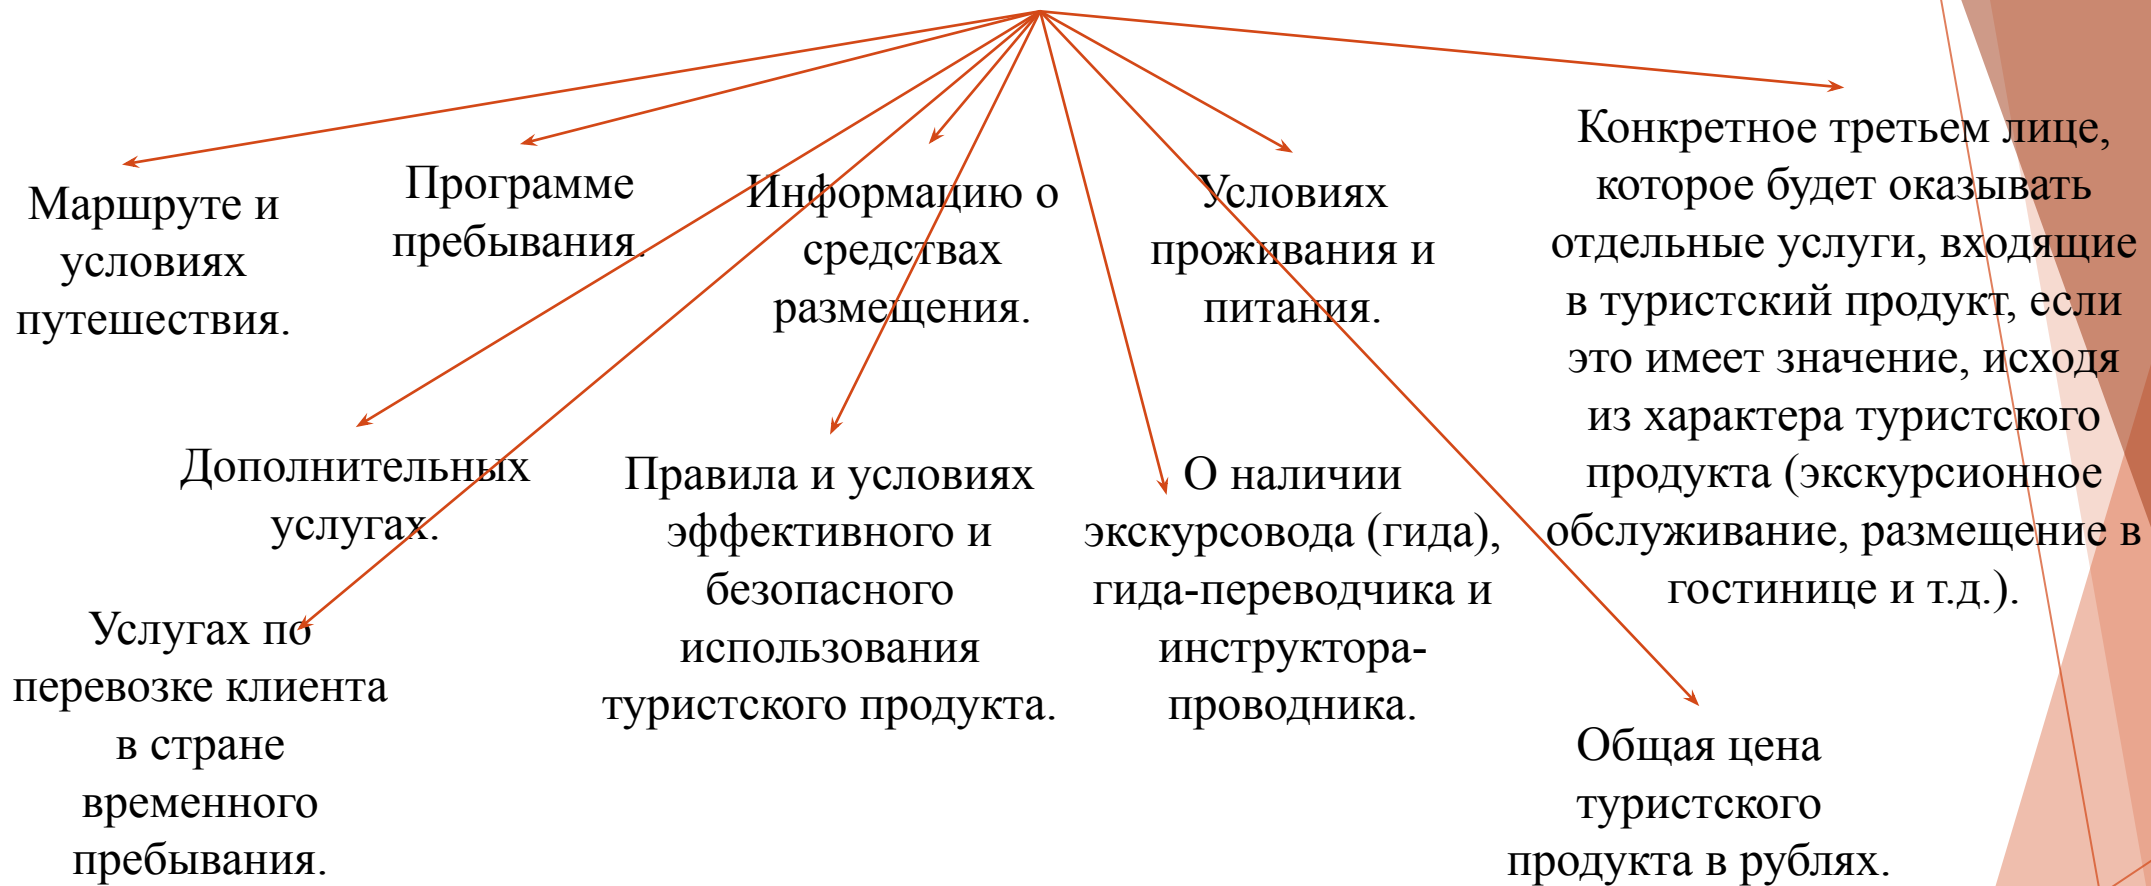 Маршруте и
условиях
путешествия.
Программе
пребывания.
Информацию о
средствах
размещения.
Условиях
проживания и
питания.
Конкретное третьем лице,
которое будет оказывать
отдельные услуги, входящие
в туристский продукт, если
это имеет значение, исходя
из характера туристского
продукта (экскурсионное
обслуживание, размещение в
гостинице и т.д.).
Дополнительных
услугах.
Правила и условиях
эффективного и
безопасного
использования
туристского продукта.
О наличии
экскурсовода (гида),
гида-переводчика и
инструктора-
проводника.
Услугах по
перевозке клиента
в стране
временного
пребывания.
Общая цена
туристского
продукта в рублях.